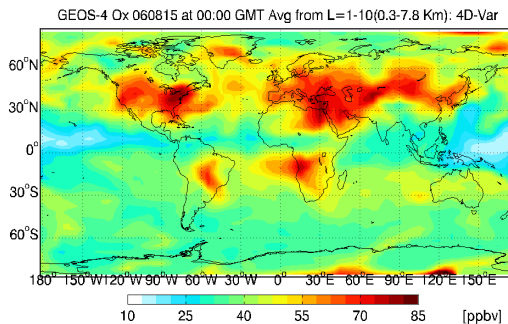 GEOS-4 Ox 060815 at 00:00 GMT Avg from L=1-10(0.3-7.8 Km): 4D-Var
60°N
30°N
0°
30°S
60°S
180°W 150°W 120°W 90°W 60°W 30°W 0° 30°E 60°E 90°E 120°E 150°E
10 25 40 55 70 85 [ppbv]